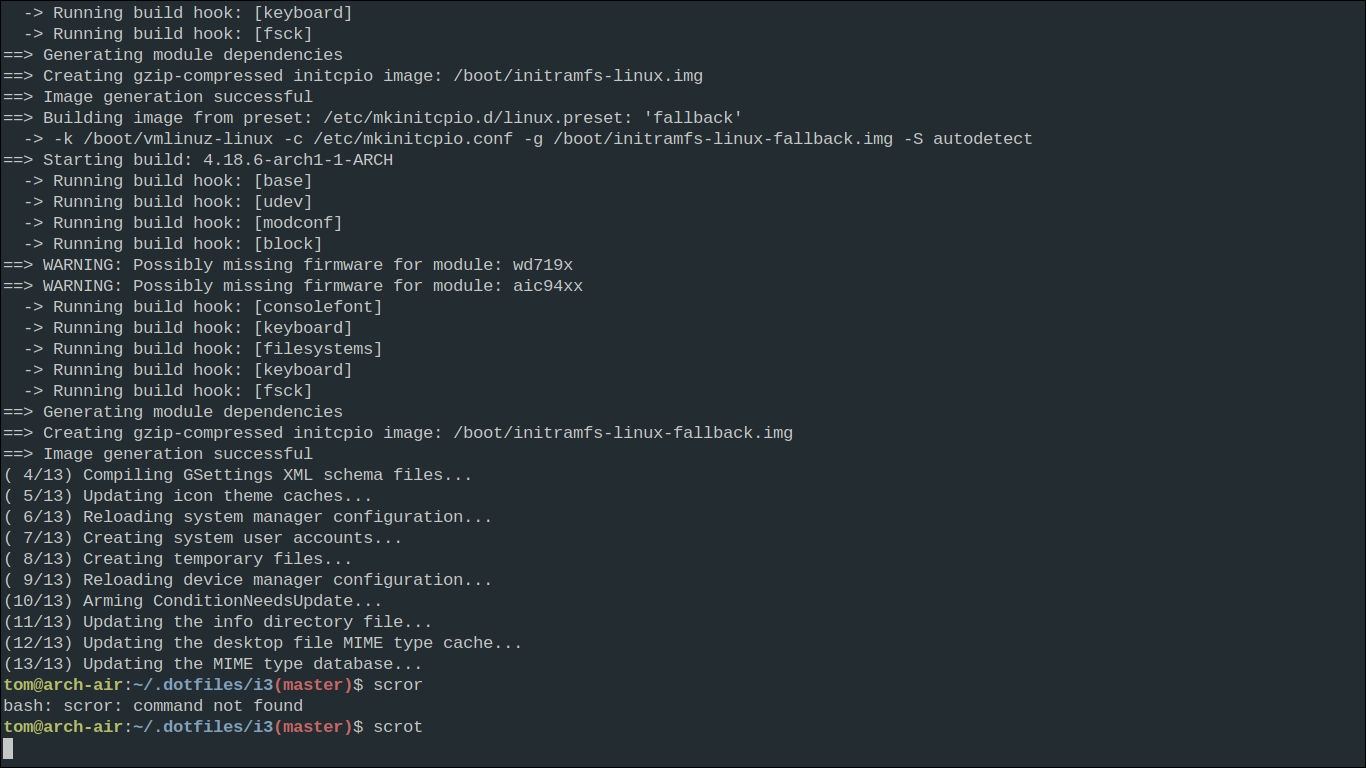 -> Running build hook: [keyboard]
  -> Running build hook: [fsck]
==> Generating module dependencies
==> Creating gzip-compressed initcpio image: /boot/initramfs-linux.img
==> Image generation successful
==> Building image from preset: /etc/mkinitcpio.d/linux.preset: 'fallback'
  -> -k /boot/vmlinuz-linux -c /etc/mkinitcpio.conf -g /boot/initramfs-linux-fallback.img -S autodetect
==> Starting build: 4.18.6-arch1-1-ARCH
  -> Running build hook: [base]
  -> Running build hook: [udev]
  -> Running build hook: [modconf]
  -> Running build hook: [block]
==> WARNING: Possibly missing firmware for module: wd719x
==> WARNING: Possibly missing firmware for module: aic94xx
  -> Running build hook: [consolefont]
  -> Running build hook: [keyboard]
  -> Running build hook: [filesystems]
  -> Running build hook: [keyboard]
  -> Running build hook: [fsck]
==> Generating module dependencies
==> Creating gzip-compressed initcpio image: /boot/initramfs-linux-fallback.img
==> Image generation successful
( 4/13) Compiling GSettings XML schema files...
( 5/13) Updating icon theme caches...
( 6/13) Reloading system manager configuration...
( 7/13) Creating system user accounts...
( 8/13) Creating temporary files...
( 9/13) Reloading device manager configuration...
(10/13) Arming ConditionNeedsUpdate...
(11/13) Updating the info directory file...
(12/13) Updating the desktop file MIME type cache...
(13/13) Updating the MIME type database...
tom@arch-air:~/.dotfiles/i3(master)$ scror
bash: scror: command not found
tom@arch-air:~/.dotfiles/i3(master)$ scrot